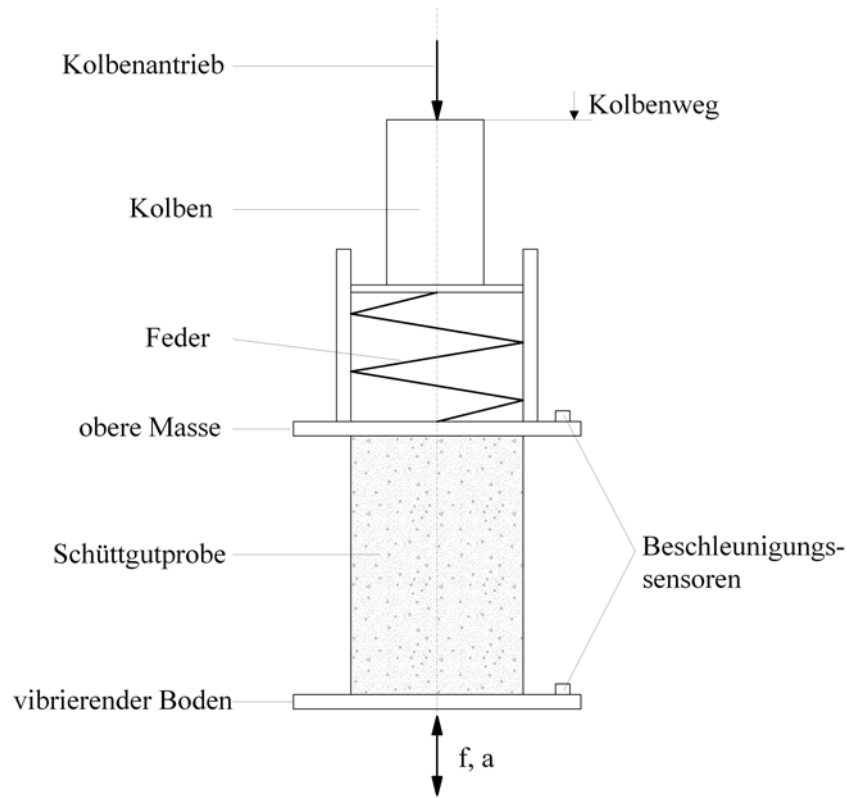 Kolbenantrieb
Kolbenweg
Kolben
Feder
obere Masse
Schüttgutprobe
Beschleunigungs-
sensoren
vibrierender Boden
f, a